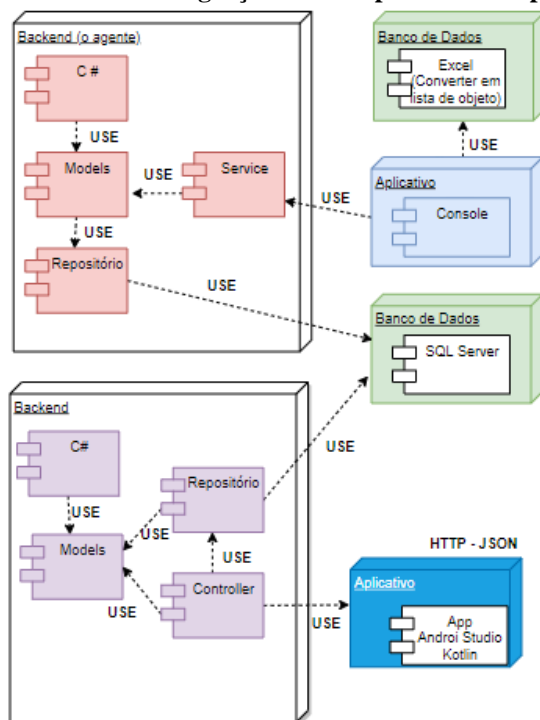 Backend (o agente)
C #
USE
Models
USE
Service
USE
Repositório
USE
USE
Banco de Dados
Excel
(Converter em
lista de objeto)
USE
Aplicativo
Console
Banco de Dados
SQL Server
Backend
C#
USE
Models
Repositório
USE
USE
USE
Controller
USE
USE
HTTP - JSON
Aplicativo
App
Androi Studio
Kotlin